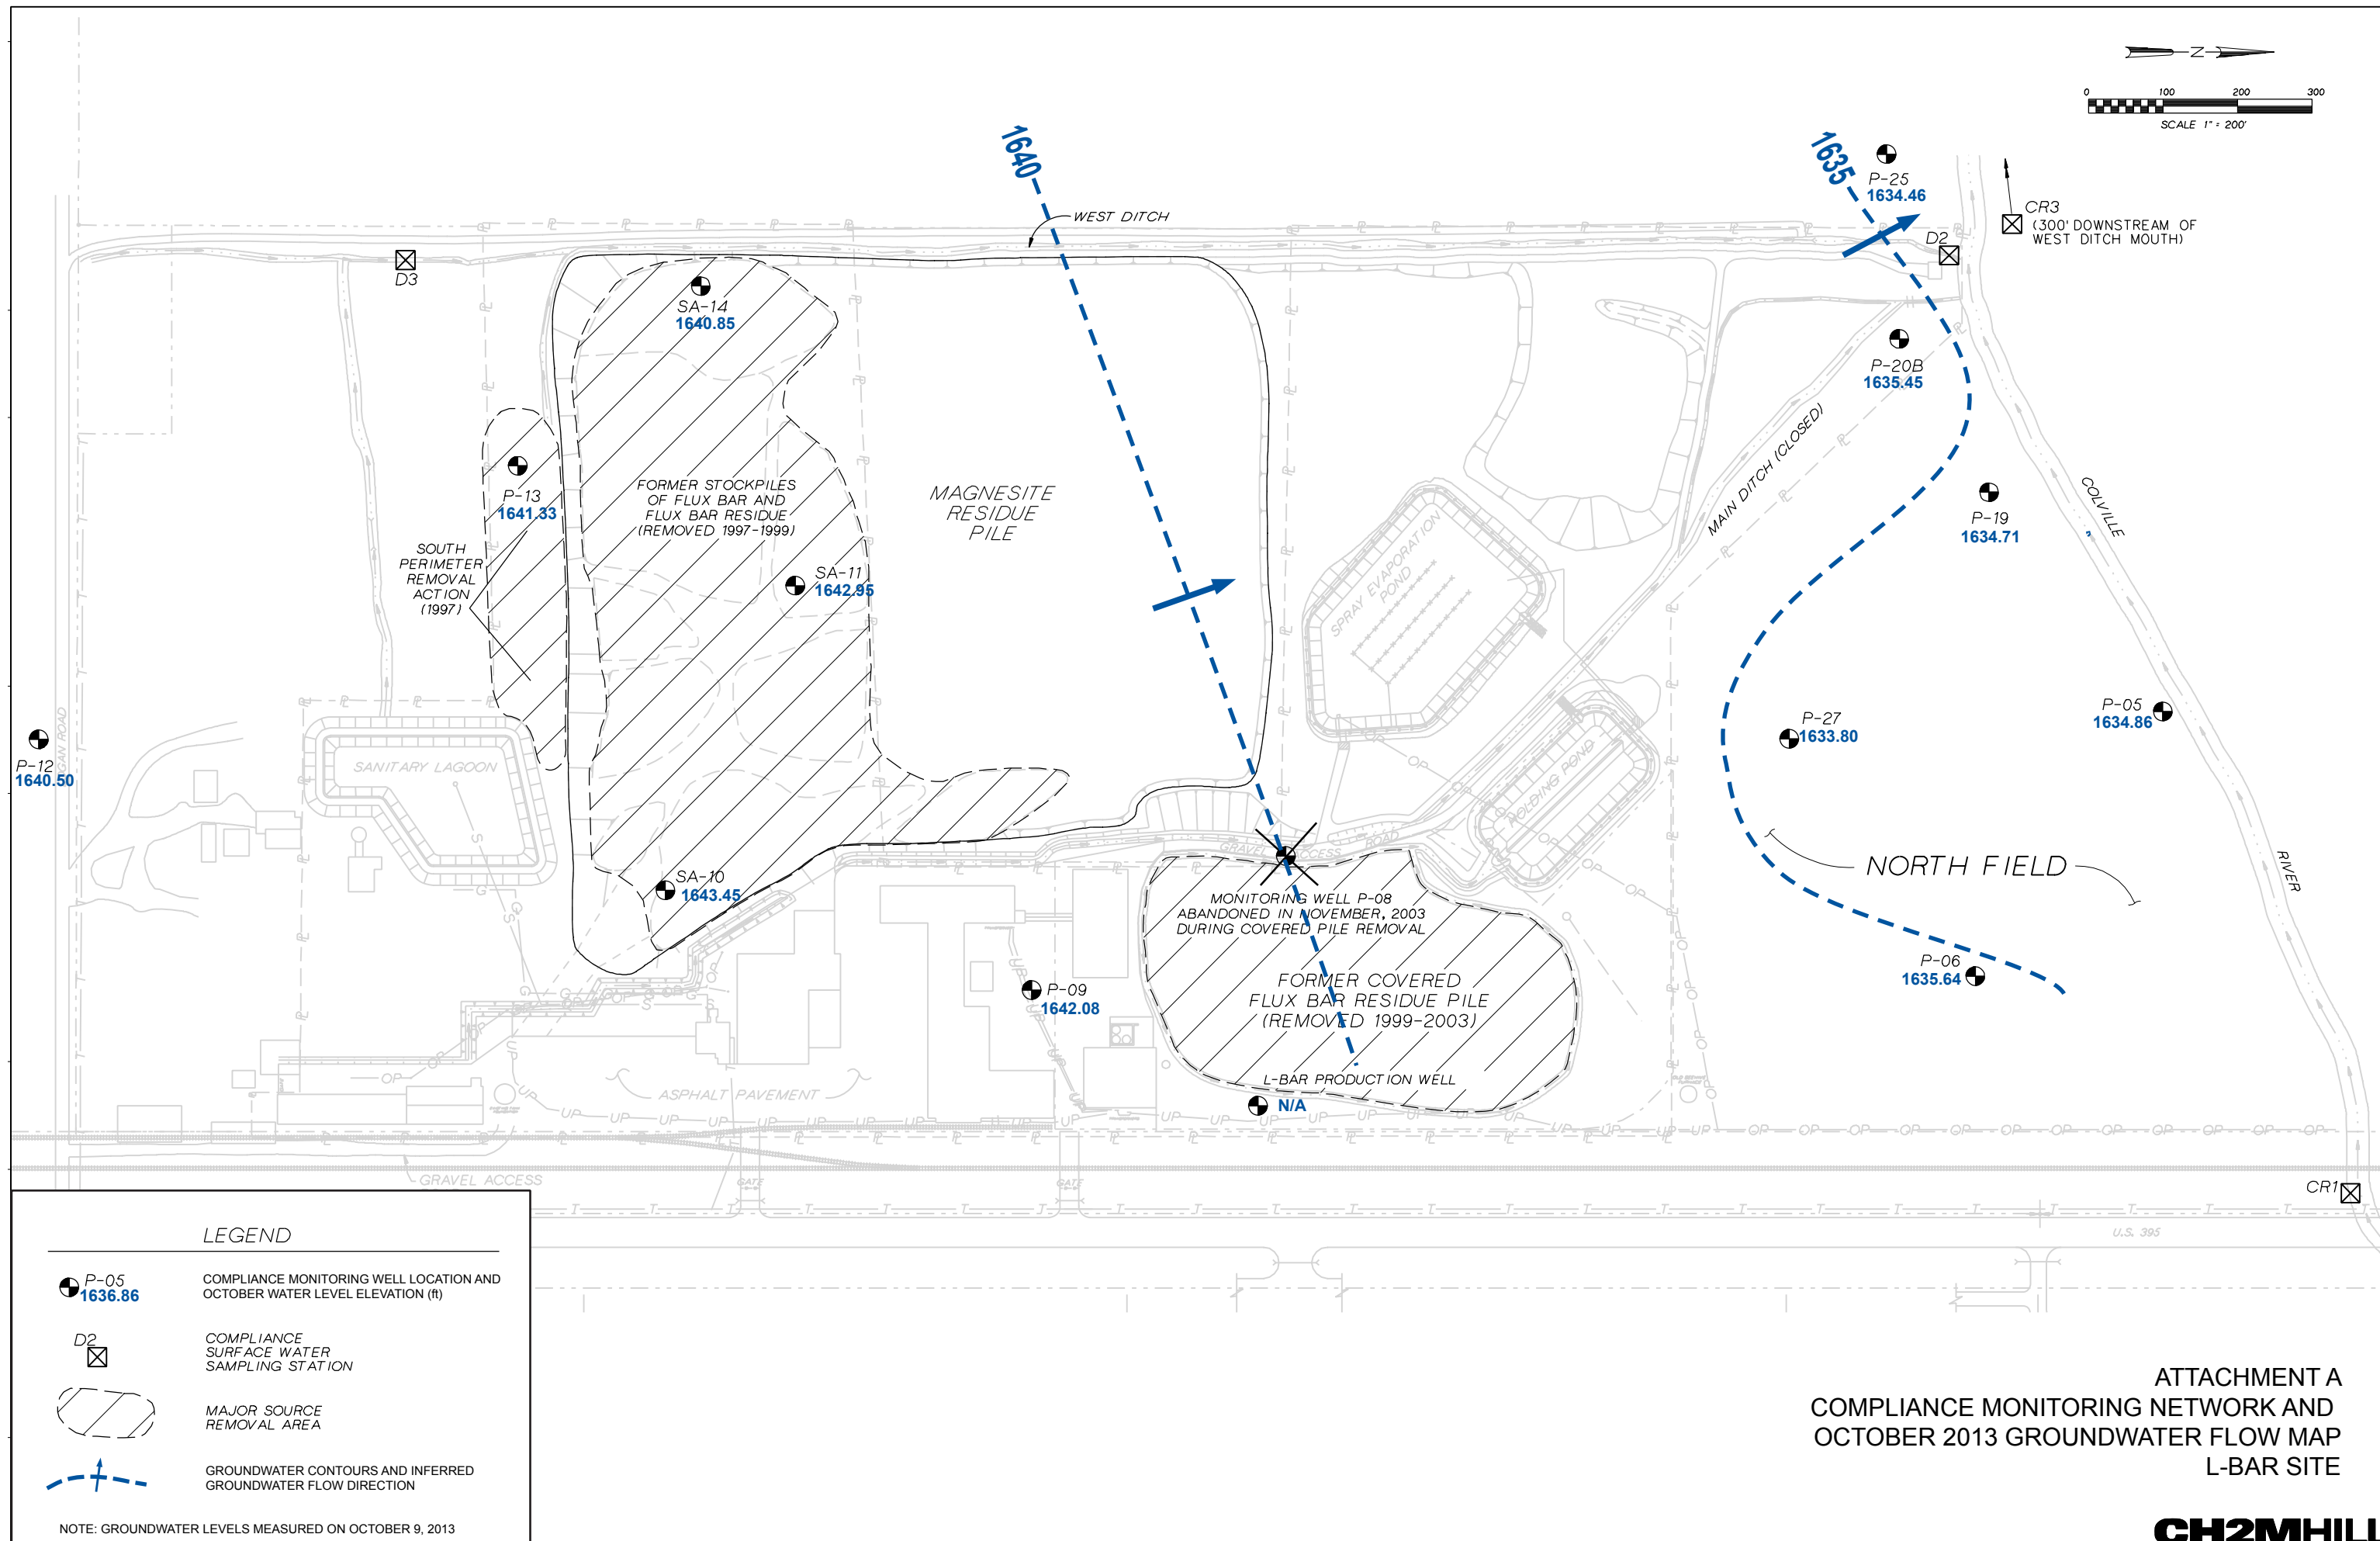 N
0 100 200 300
SCALE 1" = 200'
1640
1635
P-25
1634.46
CR3
(300' DOWNSTREAM OF
WEST DITCH MOUTH)
WEST DITCH
D2
D3
SA-14
1640.85
P-20B
1635.45
MAIN DITCH (CLOSED)
P-13
1641.33
FORMER STOCKPILES
OF FLUX BAR AND
FLUX BAR RESIDUE
(REMOVED 1997-1999)
MAGNESITE
RESIDUE
PILE
SPRAY EVAPORATION
POND
P-19
1634.71
COLVILLE
SOUTH
PERIMETER
REMOVAL
ACTION
(1997)
SA-11
1642.95
P-12
1640.50
GAN ROAD
SANITARY LAGOON
P-27
1633.80
P-05
1634.86
HOLDING POND
GRAVEL ACCESS ROAD
NORTH FIELD
RIVER
SA-10
1643.45
MONITORING WELL P-08
ABANDONED IN NOVEMBER, 2003
DURING COVERED PILE REMOVAL
P-06
1635.64
P-09
1642.08
FORMER COVERED
FLUX BAR RESIDUE PILE
(REMOVED 1999-2003)
L-BAR PRODUCTION WELL
N/A
ASPHALT PAVEMENT
GRAVEL ACCESS
GATE
GATE
CR1
U.S. 395
LEGEND
P-05
1636.86
COMPLIANCE MONITORING WELL LOCATION AND
OCTOBER WATER LEVEL ELEVATION (ft)
D2
COMPLIANCE
SURFACE WATER
SAMPLING STATION
MAJOR SOURCE
REMOVAL AREA
GROUNDWATER CONTOURS AND INFERRED
GROUNDWATER FLOW DIRECTION
NOTE: GROUNDWATER LEVELS MEASURED ON OCTOBER 9, 2013
ATTACHMENT A
COMPLIANCE MONITORING NETWORK AND
OCTOBER 2013 GROUNDWATER FLOW MAP
L-BAR SITE
CH2MHILL